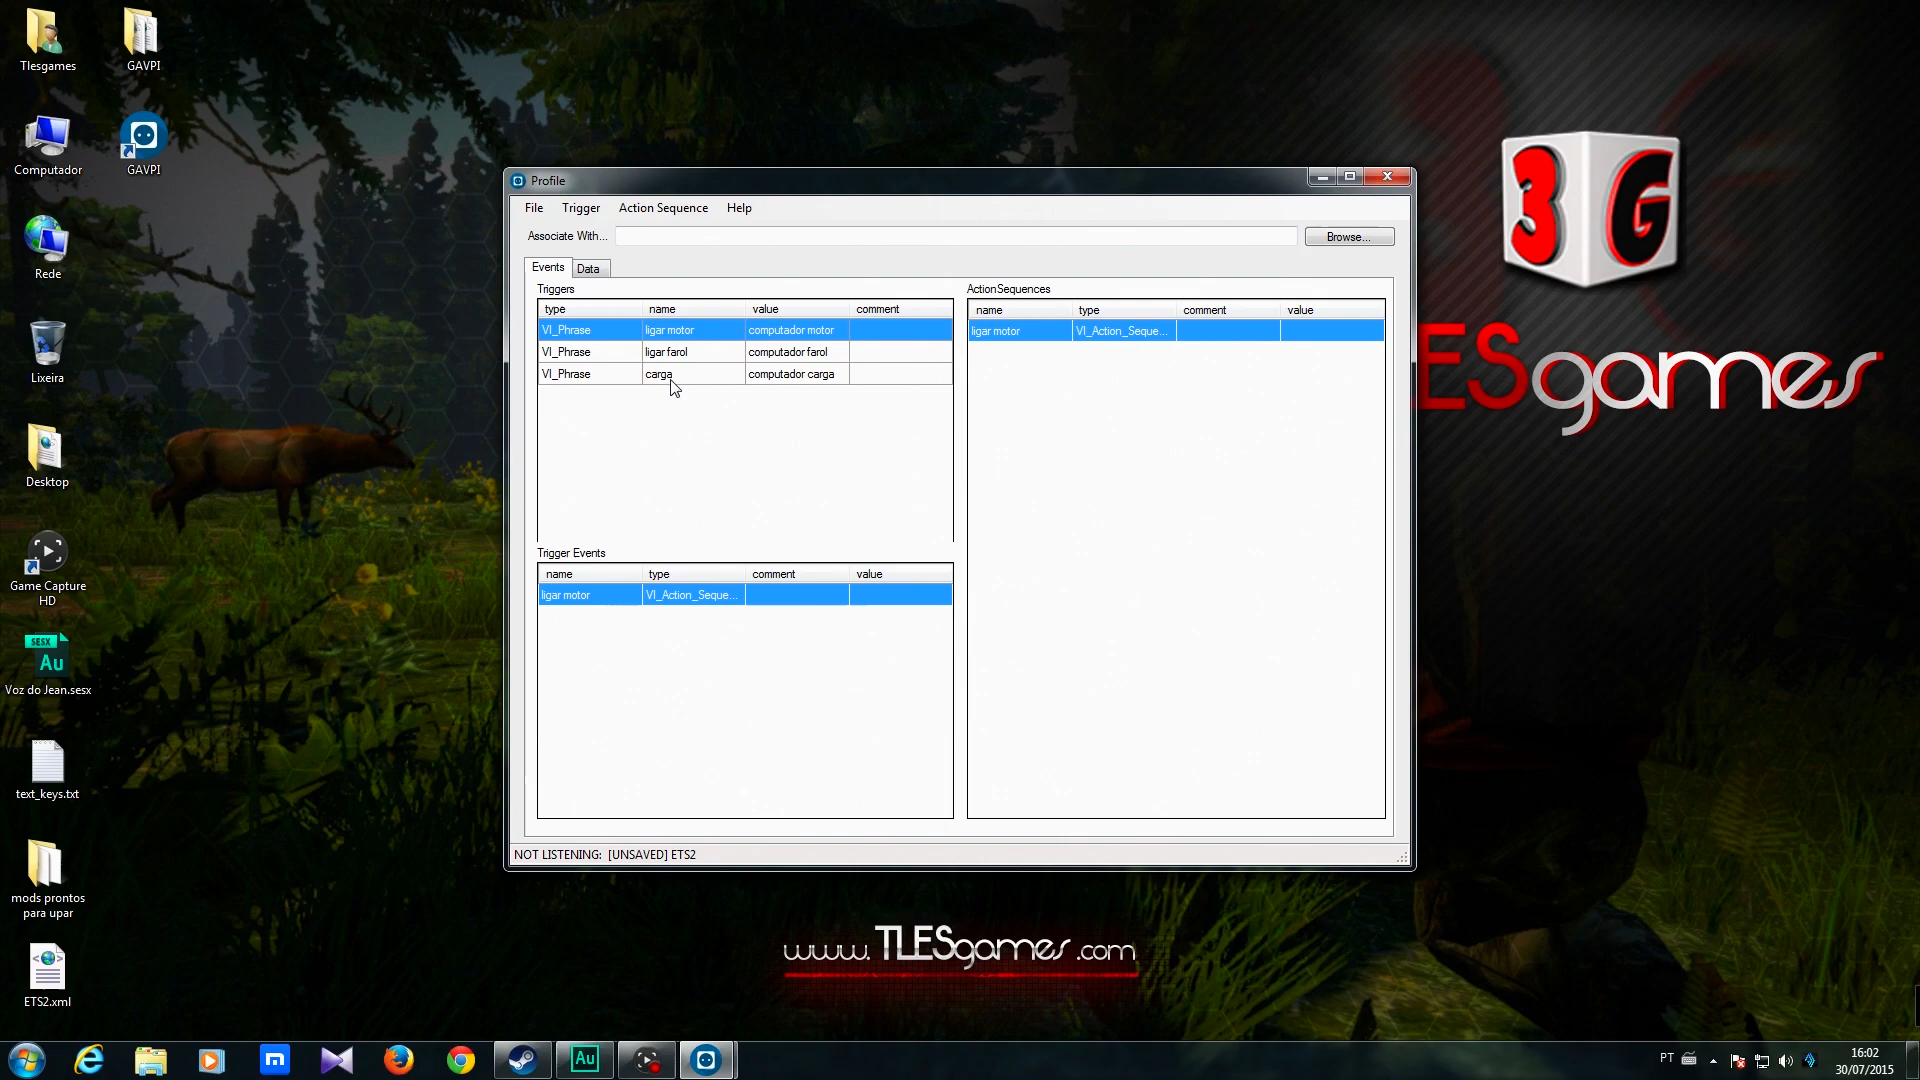 Tlesgames
GAVPI
Computador
GAVPI
Rede
Lixeira
Desktop
Game Capture
HD
SESX
Au
Voz do Jean.sesx
text_keys.txt
mods prontos
para upar
ETS2.xml
Profile
File Trigger Action Sequence Help
Associate With... Browse...
Events Data
Triggers
type name value comment
VI_Phrase ligar motor computador motor
VI_Phrase ligar farol computador farol
VI_Phrase carga computador carga
Trigger Events
name type comment value
ligar motor VI_Action_Seque...
ActionSequences
name type comment value
ligar motor VI_Action_Seque...
NOT LISTENING: [UNSAVED] ETS2
3 G
ESgames
www.TLESgames.com
m
Au
PT
16:02
30/07/2015